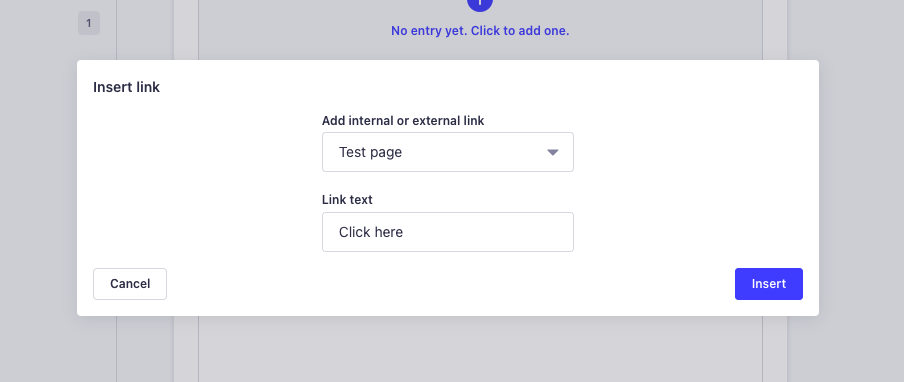 1
No entry yet. Click to add one.
Insert link
Add internal or external link
Test page
Link text
Click here
Cancel
Insert